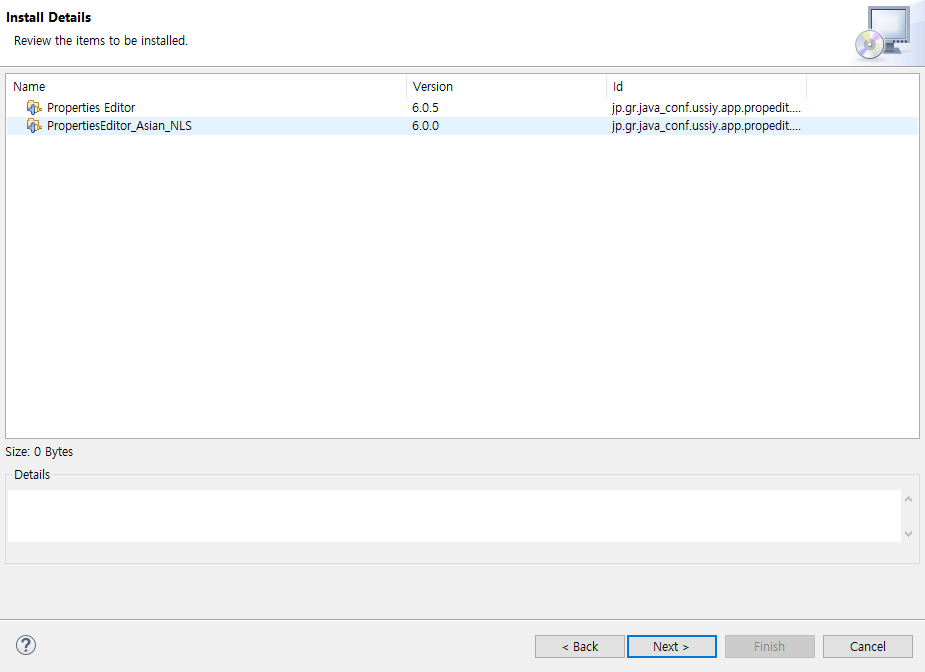 Install Details
Review the items to be installed.
Name Version Id
Properties Editor 6.0.5 jp.gr.java_conf.ussiy.app.propedit....
PropertiesEditor_Asian_NLS 6.0.0 jp.gr.java_conf.ussiy.app.propedit....
Size: 0 Bytes
Details
? < Back Next > Finish Cancel